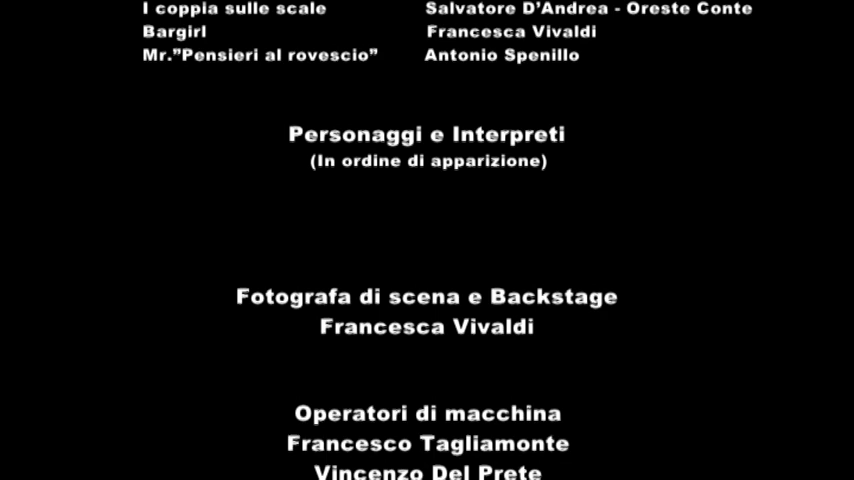 I coppia sulle scale Salvatore D'Andrea - Oreste Conte
Bargirl Francesca Vivaldi
Mr."Pensieri al rovescio" Antonio Spenillo
Personaggi e Interpreti
(In ordine di apparizione)
Fotografa di scena e Backstage
Francesca Vivaldi
Operatori di macchina
Francesco Tagliamonte
Vincenzo Del Prete